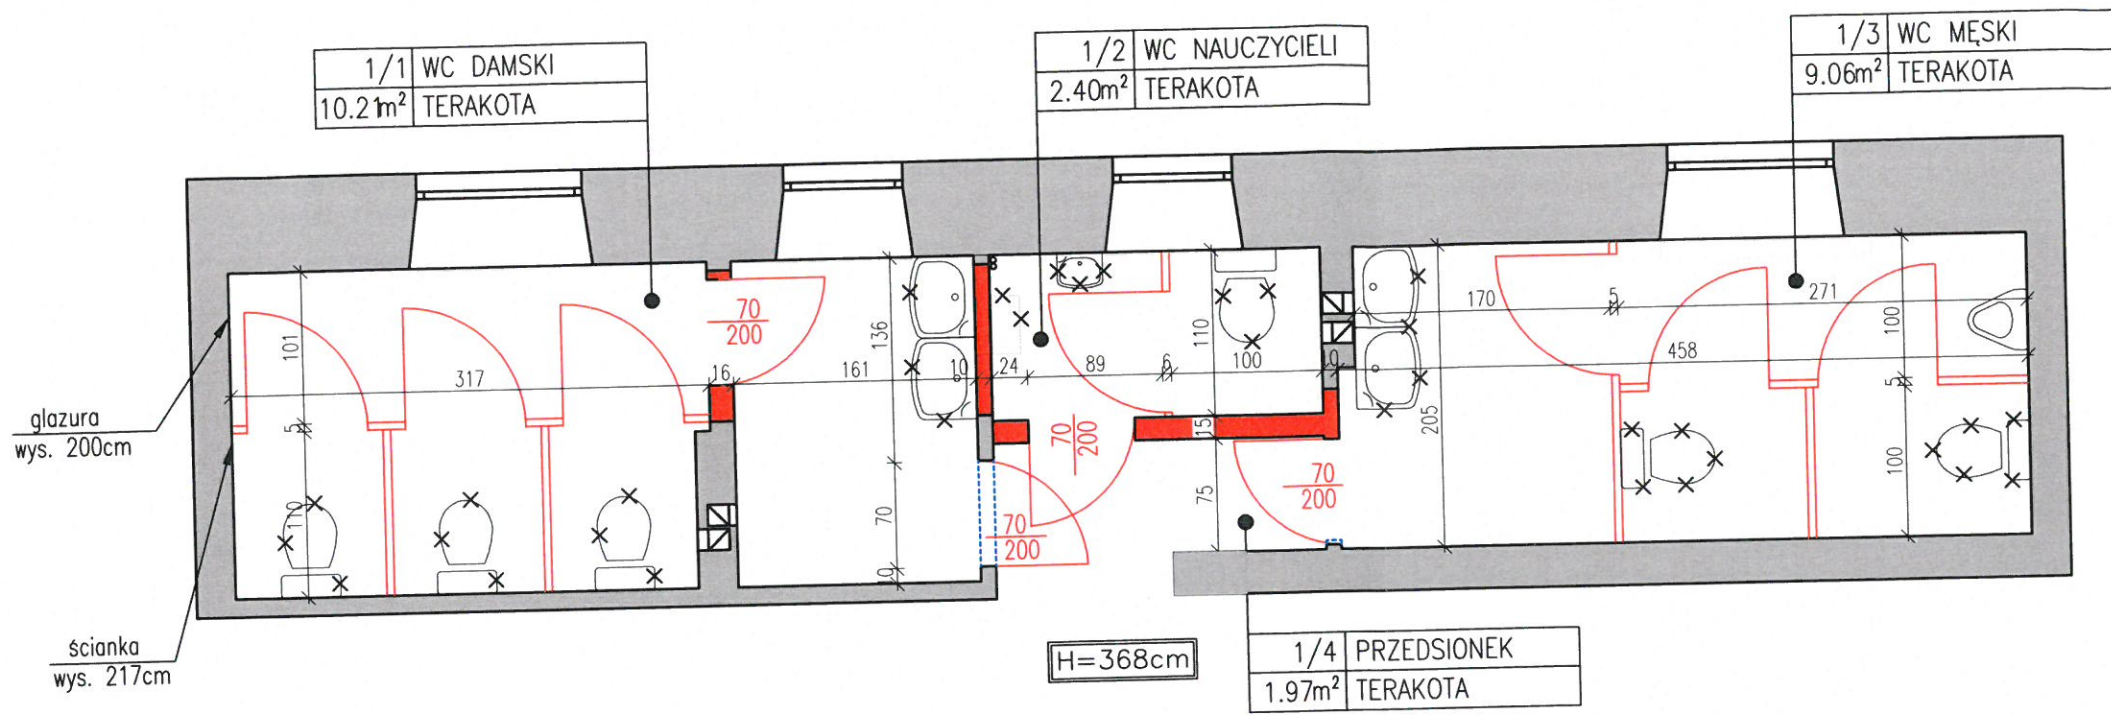 1/1 WC DAMSKI
10.21m² TERAKOTA
1/2 WC NAUCZYCIELI
2.40m² TERAKOTA
1/3 WC MĘSKI
9.06m² TERAKOTA
glazura
wys. 200cm
ścianka
wys. 217cm
101
317
5
170
16
70
200
161
136
10
70
10
24
89
6
110
100
10
15
75
70
200
70
200
70
200
205
170
5
271
458
100
5
100
H=368cm
1/4 PRZEDSIONEK
1.97m² TERAKOTA